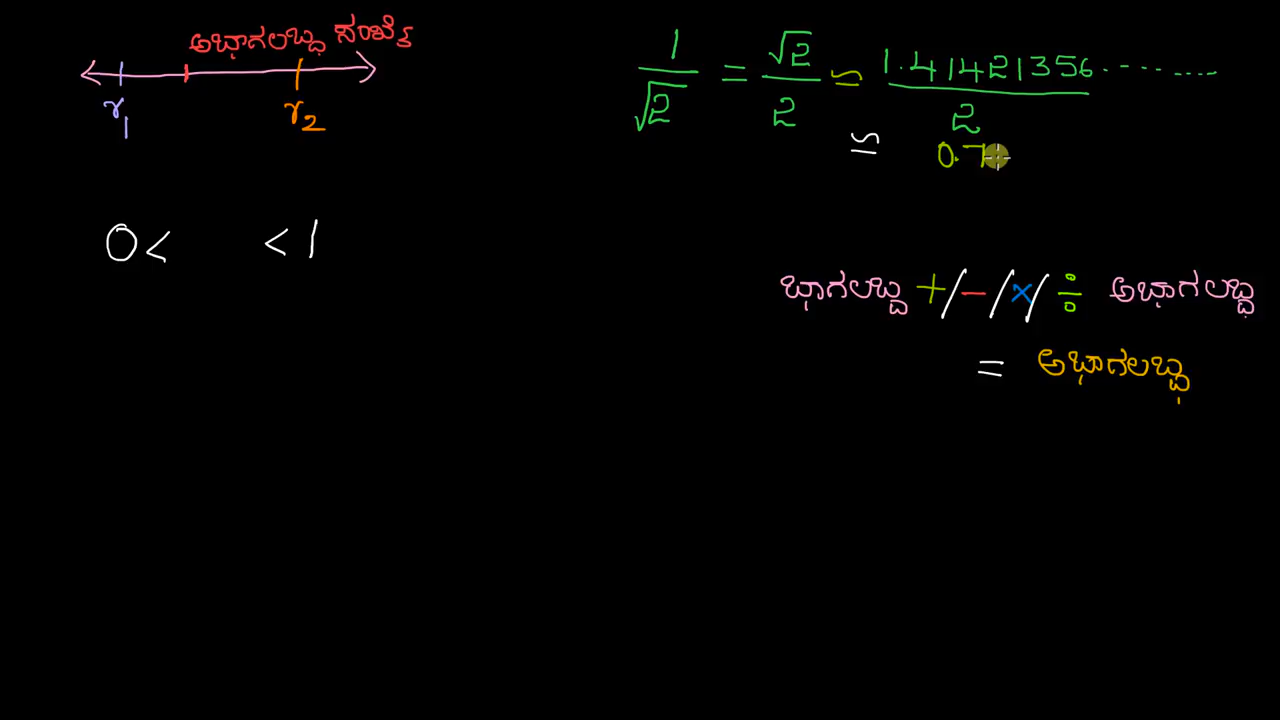 ಅಭಾಗಲಬ್ಧ ಸಂಖ್ಯೆ
r₁ r₂
1/√2 = √2/2 ≌ 1.41421356........./2
≌ 0.7
0 < < 1
ಭಾಗಲಬ್ಧ +/-/×/÷ ಅಭಾಗಲಬ್ಧ
= ಅಭಾಗಲಬ್ಧ